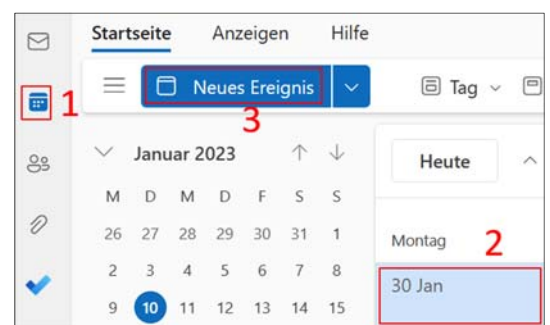 Startseite Anzeigen Hilfe
1
Neues Ereignis
Tag
3
Januar 2023
Heute
M D M D F S S
26 27 28 29 30 31 1
Montag
2
2 3 4 5 6 7 8
30 Jan
9 10 11 12 13 14 15